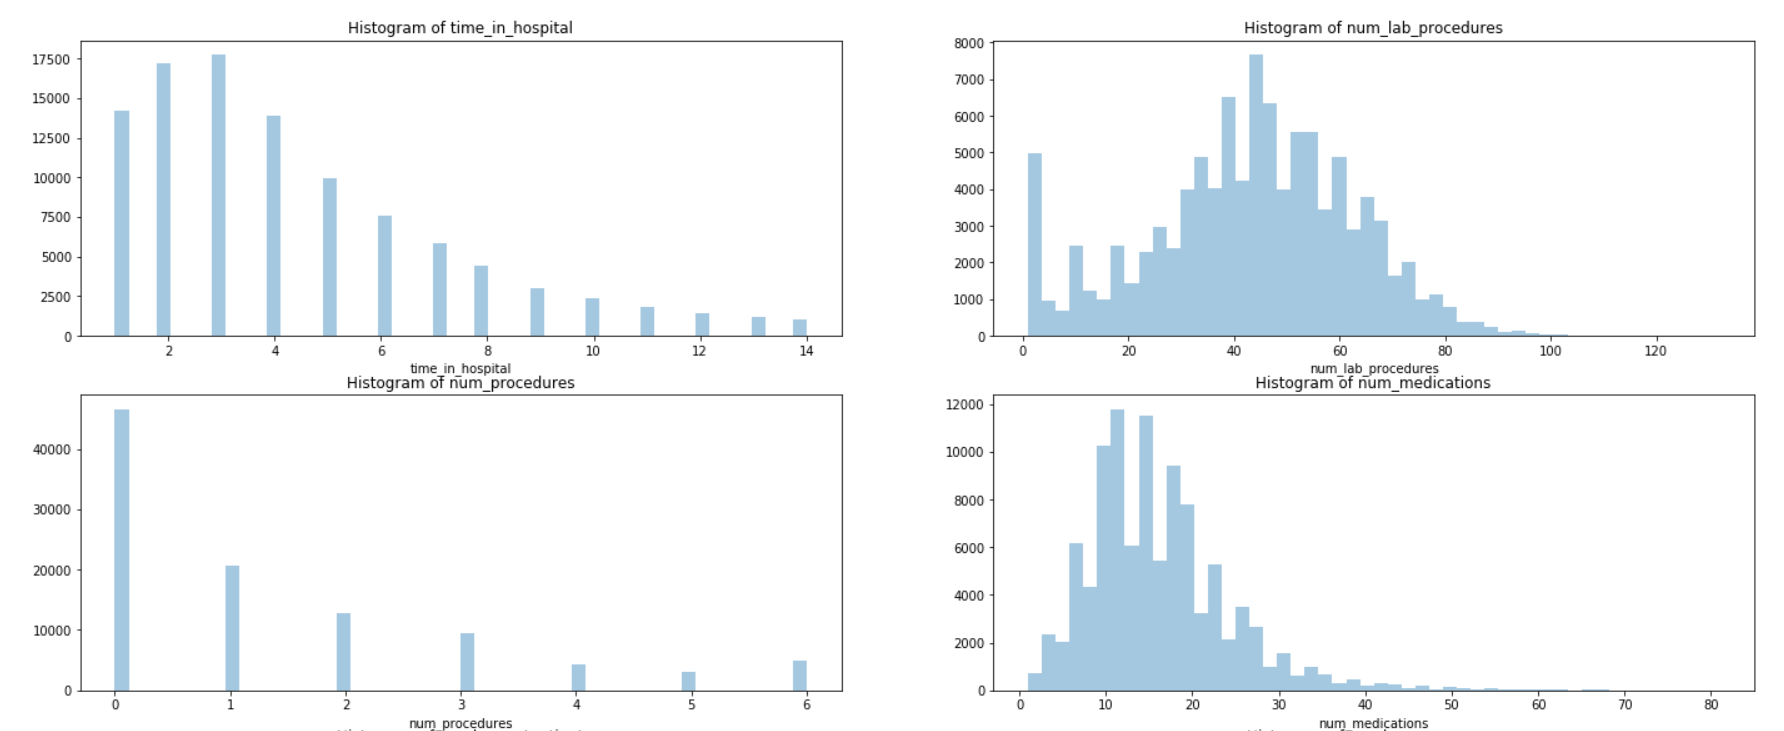 Histogram of time_in_hospital
17500
15000
12500
10000
7500
5000
2500
0
2 4 6 8 10 12 14
time_in_hospital
Histogram of num_lab_procedures
8000
7000
6000
5000
4000
3000
2000
1000
0
0 20 40 60 80 100 120
num_lab_procedures
Histogram of num_procedures
40000
30000
20000
10000
0
0 1 2 3 4 5 6
num_procedures
Histogram of num_medications
12000
10000
8000
6000
4000
2000
0
0 10 20 30 40 50 60 70 80
num_medications